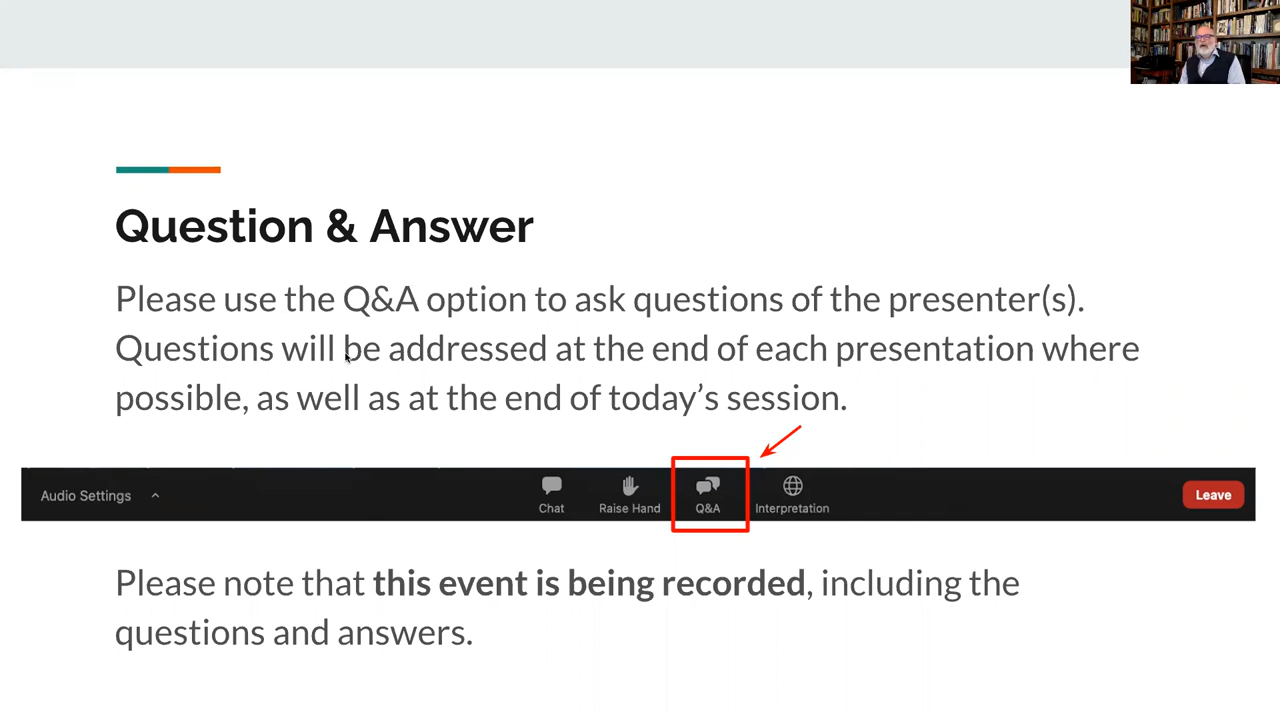 Question & Answer
Please use the Q&A option to ask questions of the presenter(s).
Questions will be addressed at the end of each presentation where
possible, as well as at the end of today’s session.
Audio Settings
Chat
Raise Hand
Q&A
Interpretation
Leave
Please note that this event is being recorded, including the
questions and answers.